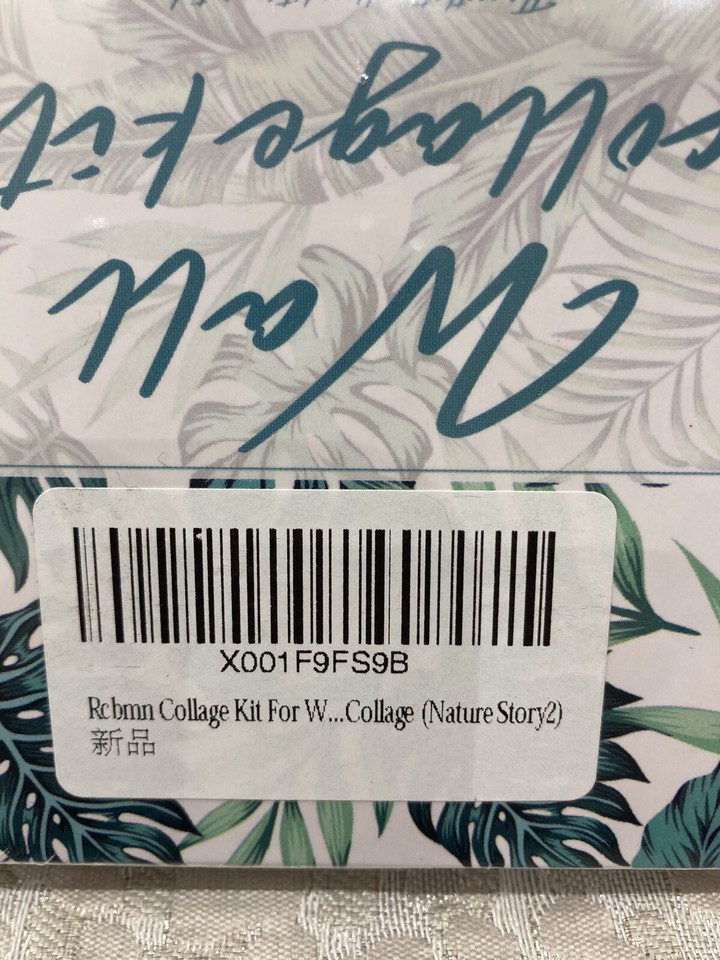 Wall
collage kit
X001F9FS9B
Rcbmn Collage Kit For W...Collage (Nature Story2)
新品